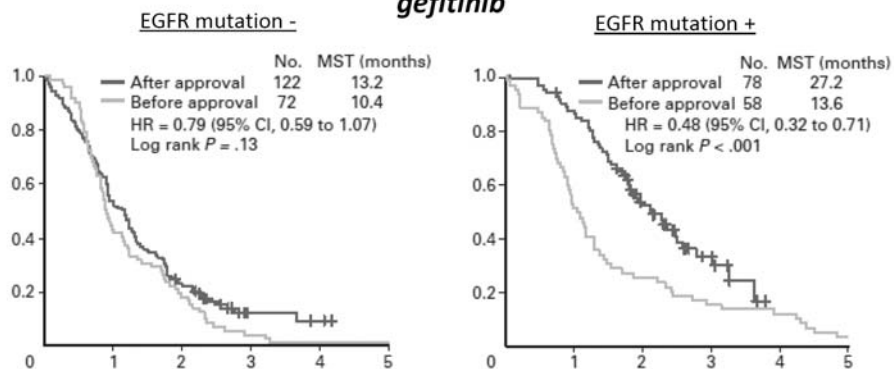 gefitinib
EGFR mutation -
No. MST (months)
After approval 122 13.2
Before approval 72 10.4
HR = 0.79 (95% CI, 0.59 to 1.07)
Log rank P = .13
1.0
0.8
0.6
0.4
0.2
0 1 2 3 4 5
EGFR mutation +
No. MST (months)
After approval 78 27.2
Before approval 58 13.6
HR = 0.48 (95% CI, 0.32 to 0.71)
Log rank P < .001
1.0
0.8
0.6
0.4
0.2
0 1 2 3 4 5